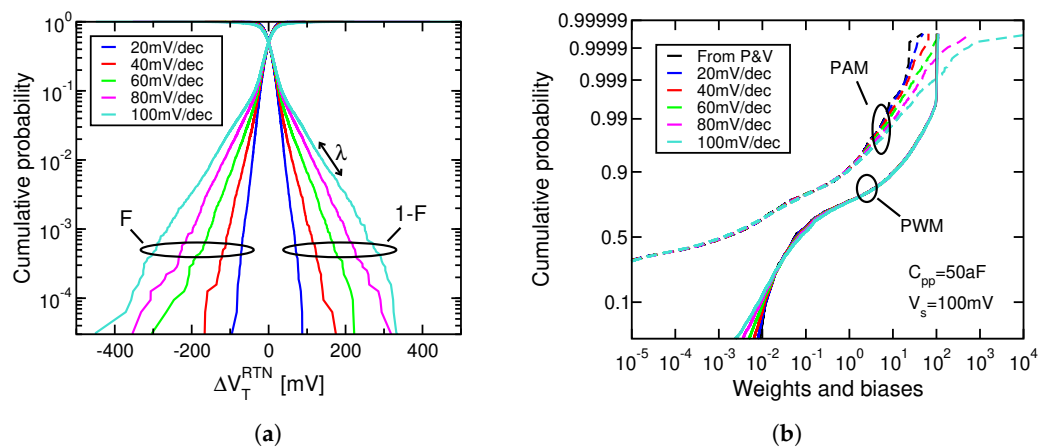 10^0
10^-1
10^-2
10^-3
10^-4
Cumulative probability
20mV/dec
40mV/dec
60mV/dec
80mV/dec
100mV/dec
λ
F
1-F
-400 -200 0 200 400
ΔV_T^RTN [mV]
(a)
0.99999
0.9999
0.999
0.99
0.9
0.5
0.1
Cumulative probability
From P&V
20mV/dec
40mV/dec
60mV/dec
80mV/dec
100mV/dec
PAM
PWM
C_pp=50aF
V_s=100mV
10^-5 10^-4 10^-3 10^-2 10^-1 10^0 10^1 10^2 10^3 10^4
Weights and biases
(b)